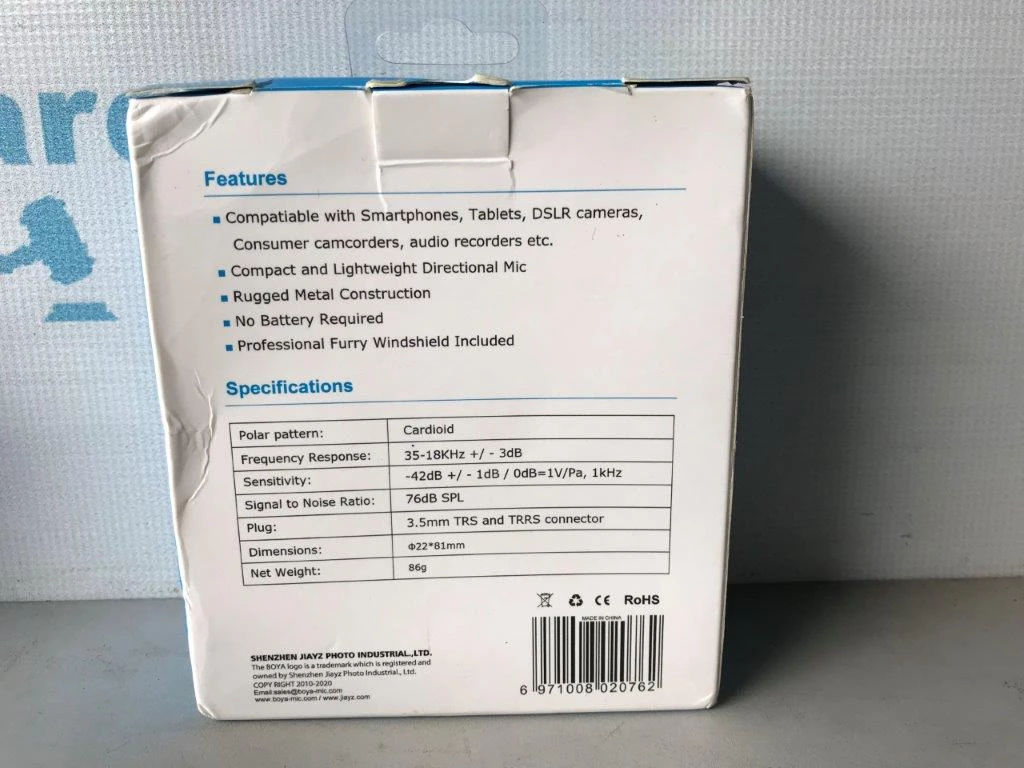 Features
Compatiable with Smartphones, Tablets, DSLR cameras,
Consumer camcorders, audio recorders etc.
Compact and Lightweight Directional Mic
Rugged Metal Construction
No Battery Required
Professional Furry Windshield Included
Specifications
Polar pattern: Cardioid
Frequency Response: 35-18KHz +/ - 3dB
Sensitivity: -42dB +/ - 1dB / 0dB=1V/Pa, 1kHz
Signal to Noise Ratio: 76dB SPL
Plug: 3.5mm TRS and TRRS connector
Dimensions: Φ22*81mm
Net Weight: 86g
CE RoHS
MADE IN CHINA
6 971008 020762
SHENZHEN JIAYZ PHOTO INDUSTRIAL.,LTD.
The BOYA logo is a trademark which is registered and
owned by Shenzhen Jiayz Photo Industrial., Ltd.
COPY RIGHT 2010-2020
Email:sales@boya-mic.com
www.boya-mic.com / www.jiayz.com